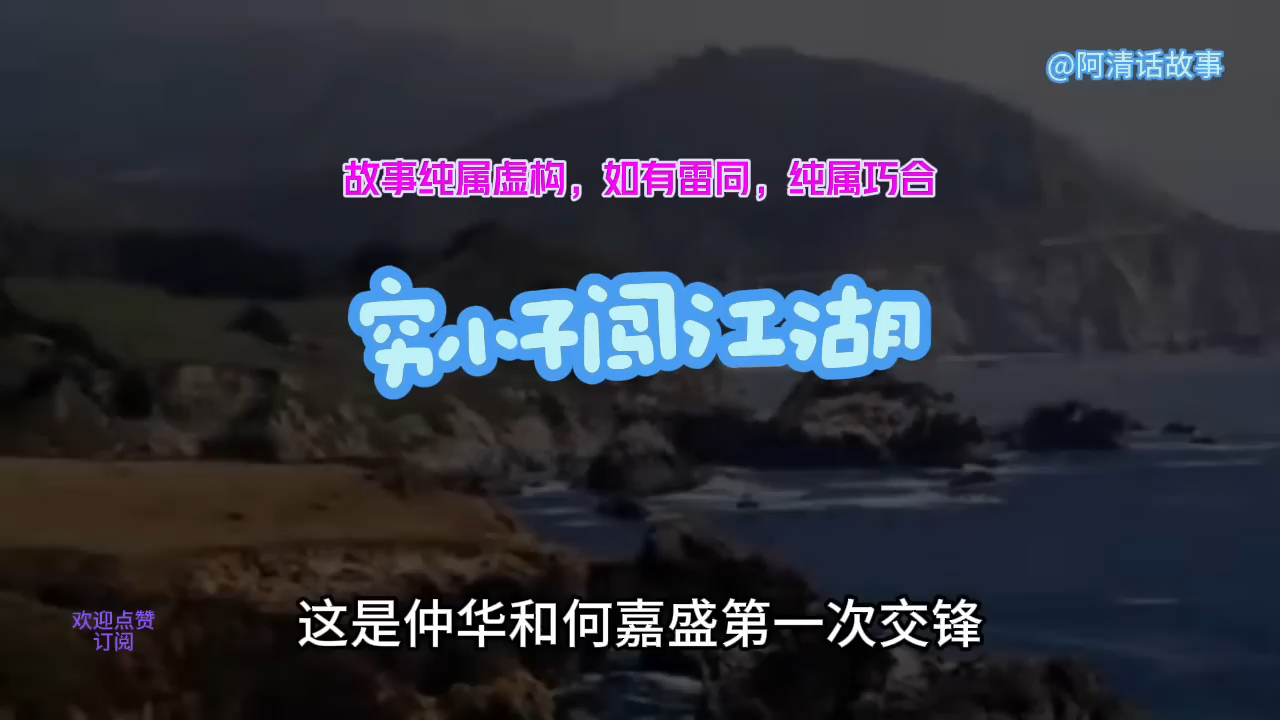 @阿清话故事
故事纯属虚构，如有雷同，纯属巧合
穷小子闯江湖
这是仲华和何嘉盛第一次交锋
欢迎点赞
订阅